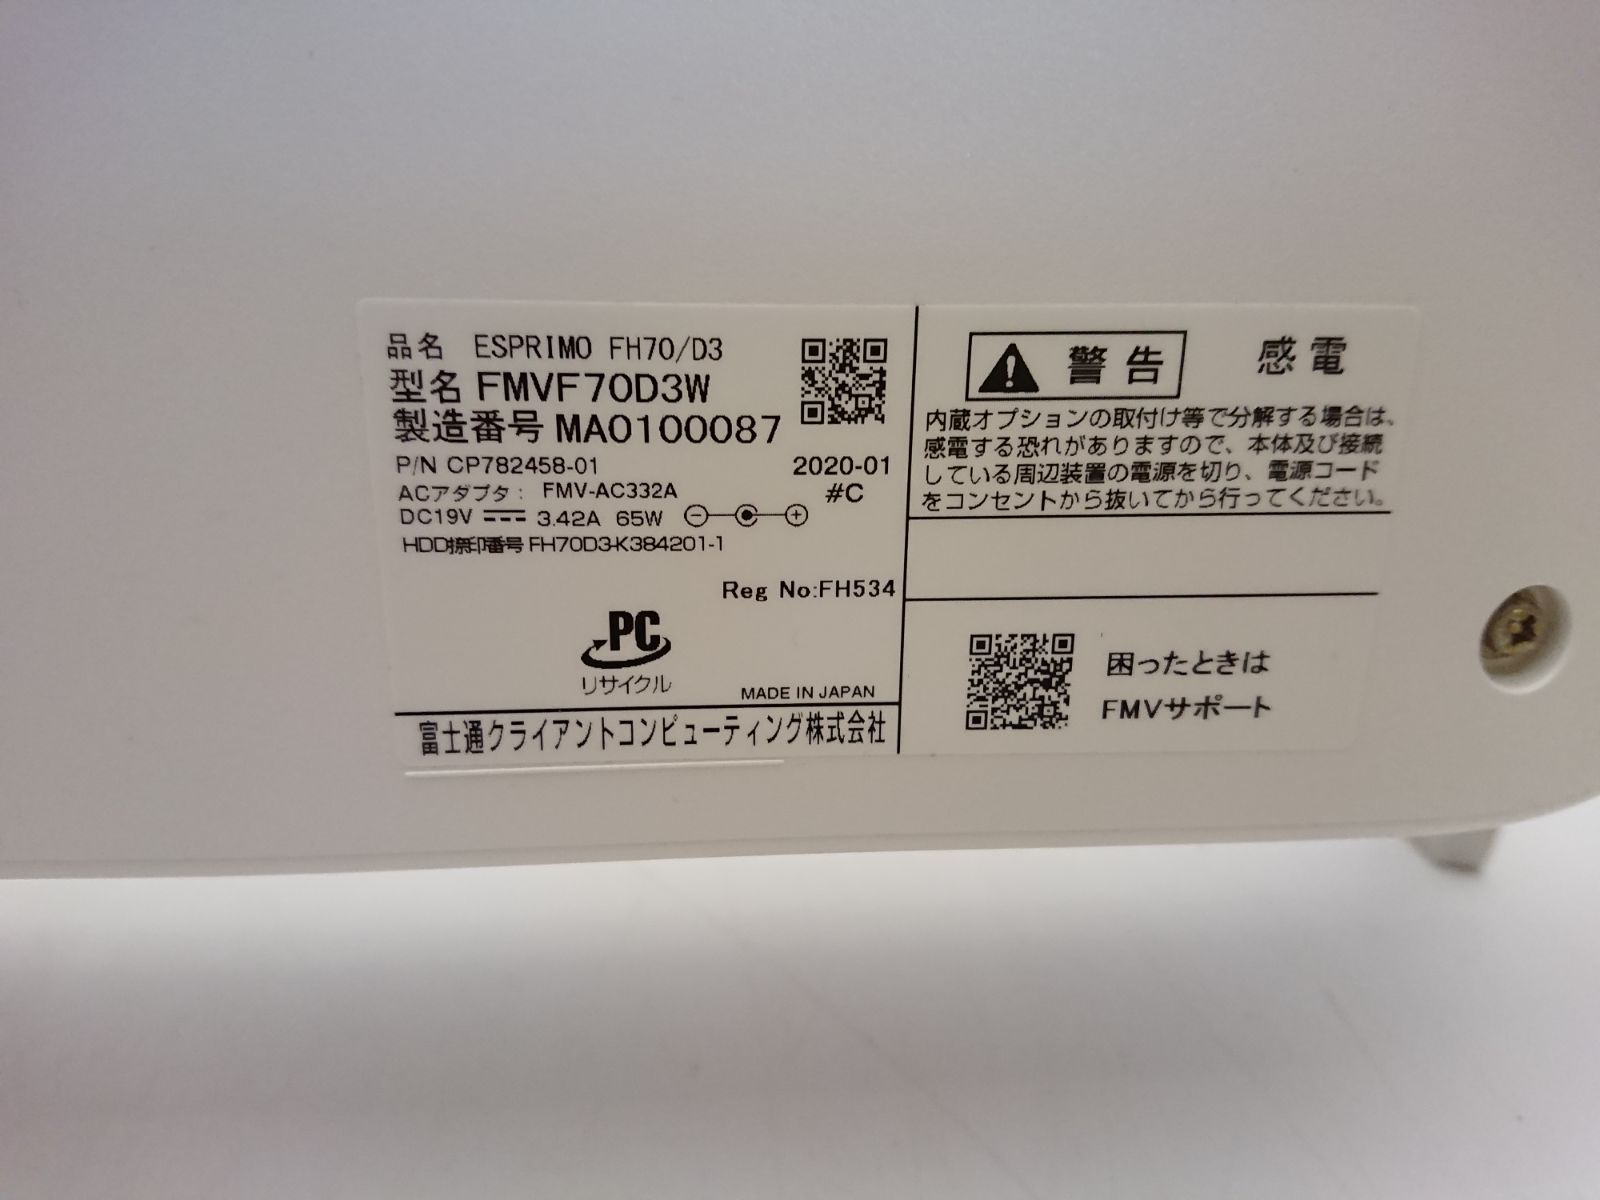 品名 ESPRIMO FH70/D3
型名 FMVF70D3W
製造番号 MA0100087
P/N CP782458-01
2020-01
ACアダプタ： FMV-AC332A
#C
DC19V 3.42A 65W
HDD捺印番号 FH70D3-K384201-1
Reg No:FH534
PC
リサイクル
MADE IN JAPAN
富士通クライアントコンピューティング株式会社
警告 感電
内蔵オプションの取付け等で分解する場合は、
感電する恐れがありますので、本体及び接続
している周辺装置の電源を切り、電源コード
をコンセントから抜いてから行ってください。
困ったときは
FMVサポート